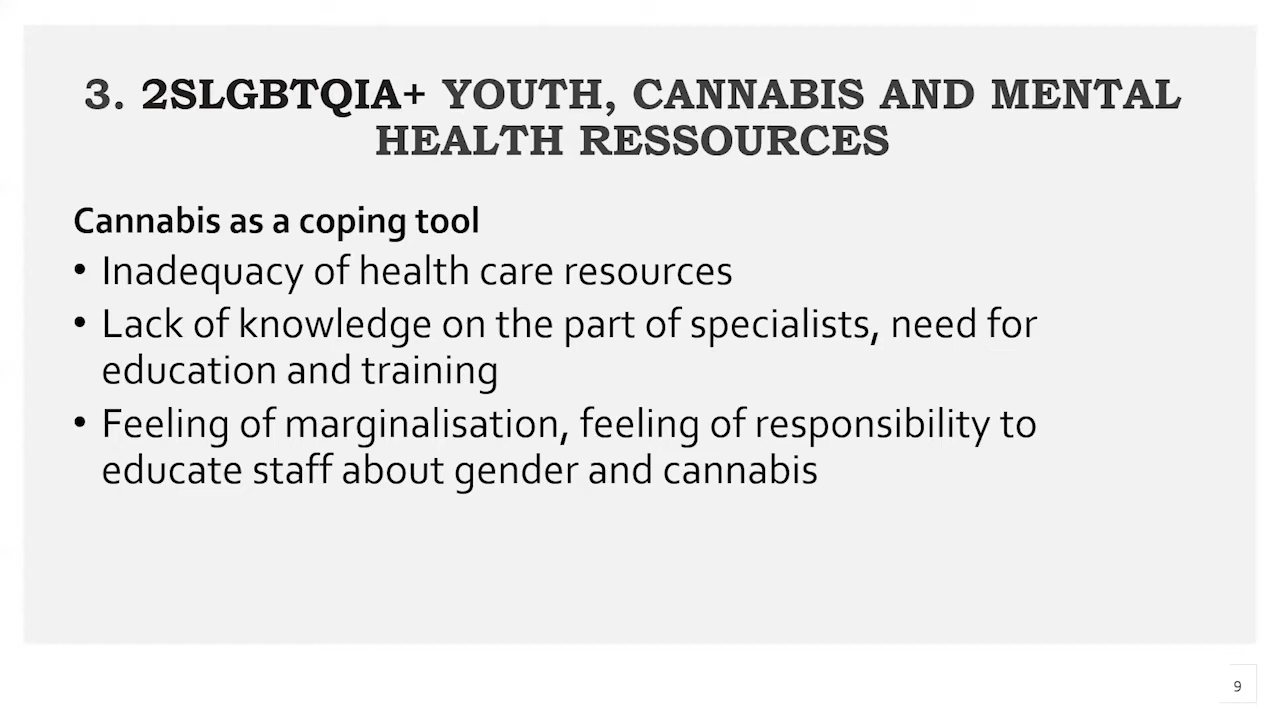 3. 2SLGBTQIA+ YOUTH, CANNABIS AND MENTAL
HEALTH RESSOURCES
Cannabis as a coping tool
• Inadequacy of health care resources
• Lack of knowledge on the part of specialists, need for
education and training
• Feeling of marginalisation, feeling of responsibility to
educate staff about gender and cannabis
9